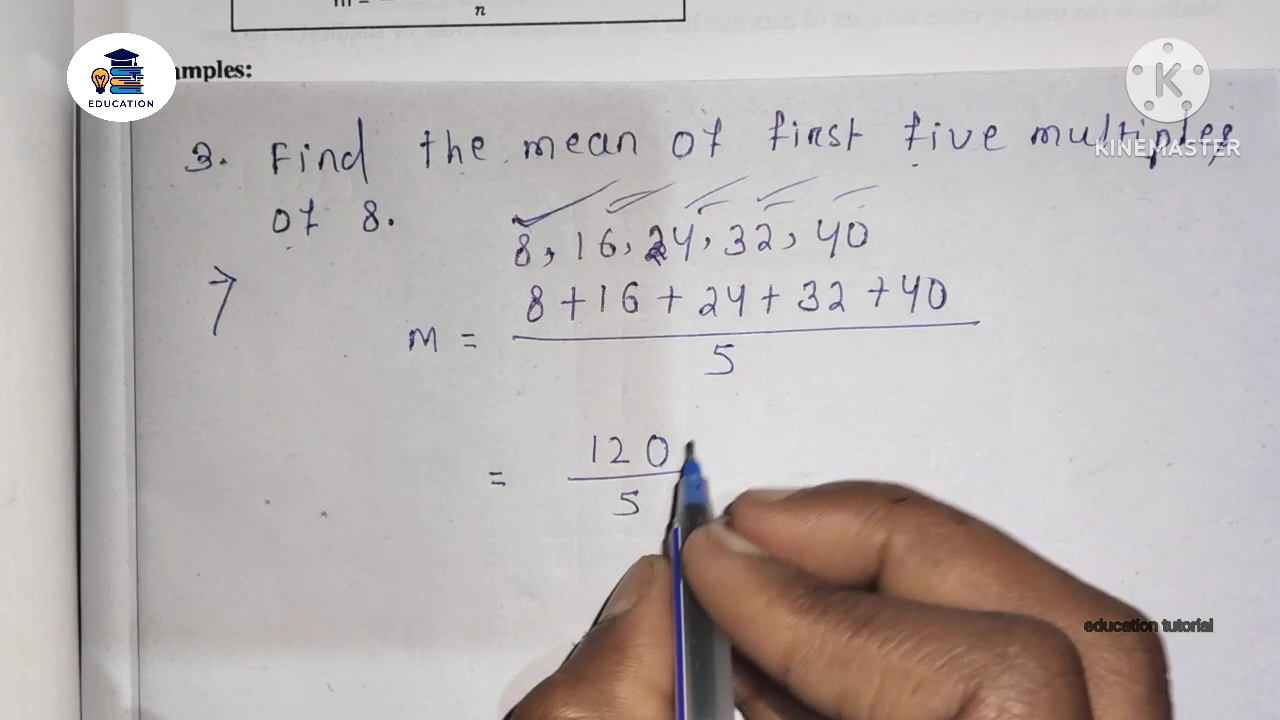 n
EDUCATION
amples:
K
KINEMASTER
3. Find the mean of first five multiples
of 8.
8, 16, 24, 32, 40
8 + 16 + 24 + 32 + 40
M =
5
120
=
5
education tutorial